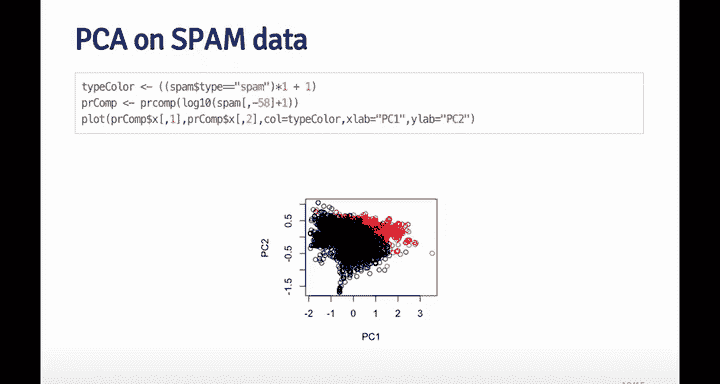 PCA on SPAM data
typeColor <- ((spam$type=="spam")*1 + 1)
prComp <- prcomp(log10(spam[,-58]+1))
plot(prComp$x[,1],prComp$x[,2],col=typeColor,xlab="PC1",ylab="PC2")
0.5
-0.5
-1.5
PC2
-2 -1 0 1 2 3
PC1